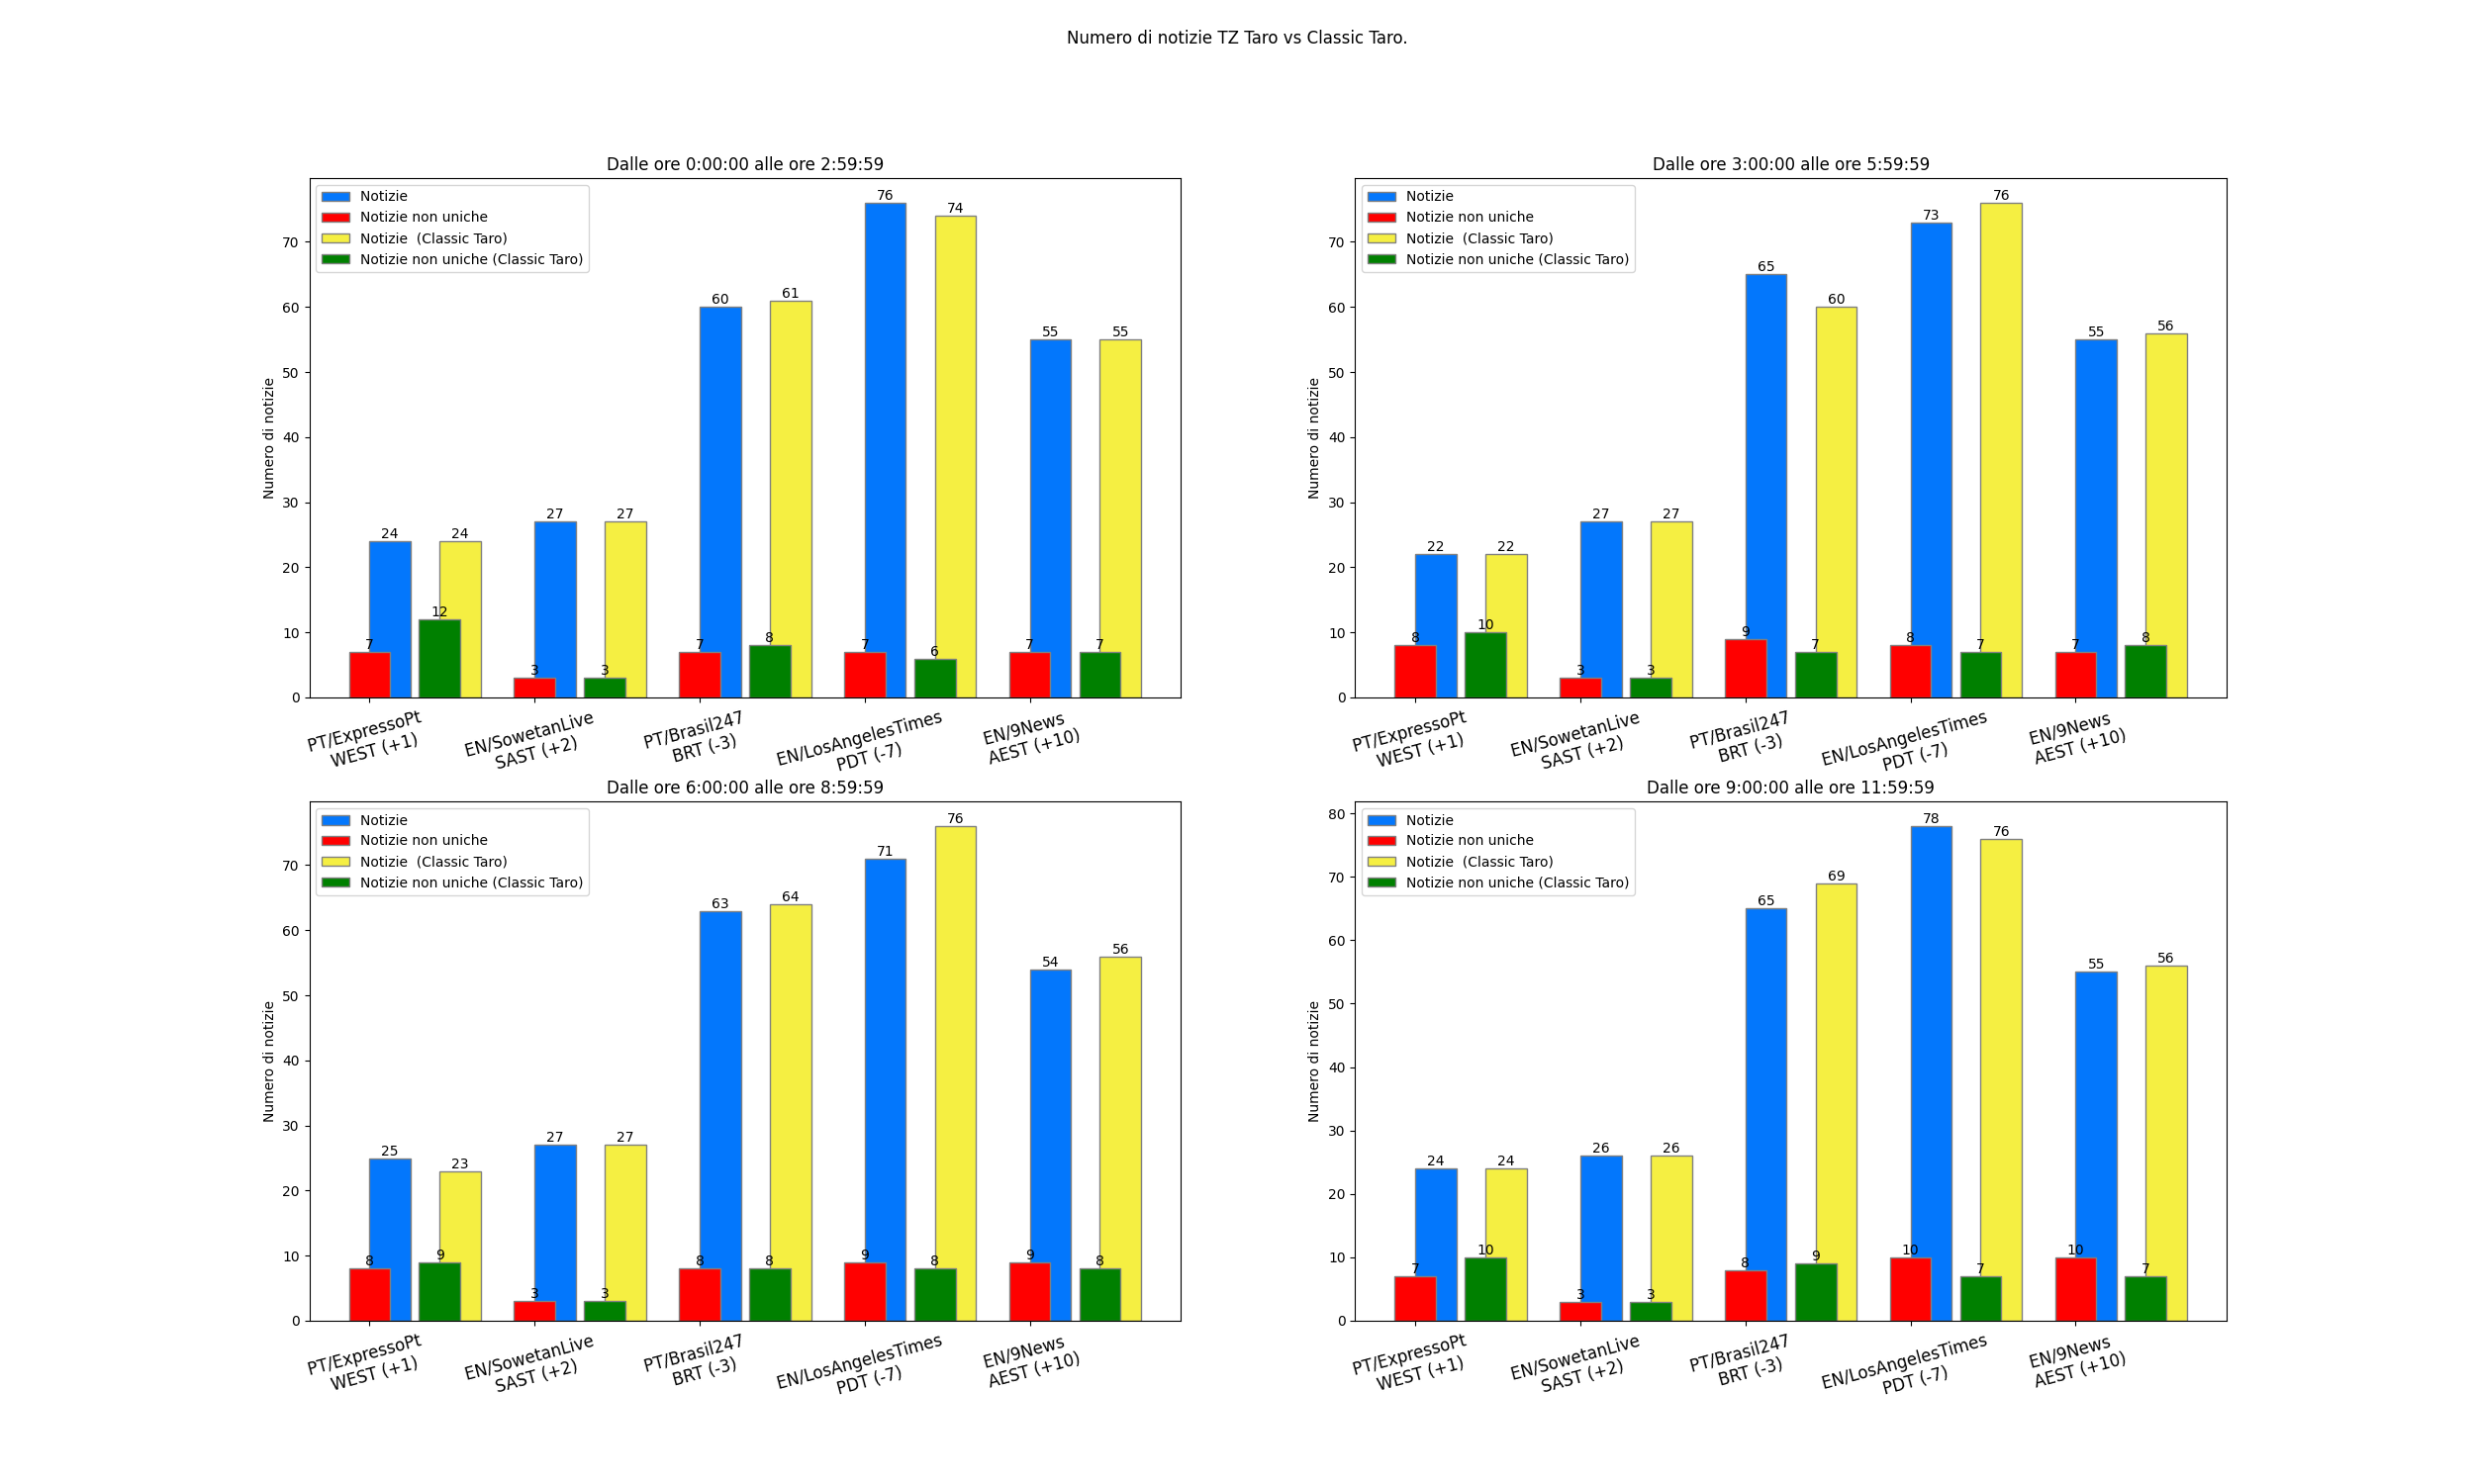 Numero di notizie TZ Taro vs Classic Taro.
Dalle ore 0:00:00 alle ore 2:59:59
Notizie
Notizie non uniche
Notizie  (Classic Taro)
Notizie non uniche (Classic Taro)
Numero di notizie
70
60
50
40
30
20
10
0
24 24 27 27 60 61 76 74 55 55
7 12 3 3 7 8 7 6 7 7
PT/ExpressoPt
WEST (+1)
EN/SowetanLive
SAST (+2)
PT/Brasil247
BRT (-3)
EN/LosAngelesTimes
PDT (-7)
EN/9News
AEST (+10)
Dalle ore 3:00:00 alle ore 5:59:59
Notizie
Notizie non uniche
Notizie  (Classic Taro)
Notizie non uniche (Classic Taro)
Numero di notizie
70
60
50
40
30
20
10
0
22 22 27 27 65 60 73 76 55 56
8 10 3 3 9 7 8 7 7 8
PT/ExpressoPt
WEST (+1)
EN/SowetanLive
SAST (+2)
PT/Brasil247
BRT (-3)
EN/LosAngelesTimes
PDT (-7)
EN/9News
AEST (+10)
Dalle ore 6:00:00 alle ore 8:59:59
Notizie
Notizie non uniche
Notizie  (Classic Taro)
Notizie non uniche (Classic Taro)
Numero di notizie
70
60
50
40
30
20
10
0
25 23 27 27 63 64 71 76 54 56
8 9 3 3 8 8 9 8 9 8
PT/ExpressoPt
WEST (+1)
EN/SowetanLive
SAST (+2)
PT/Brasil247
BRT (-3)
EN/LosAngelesTimes
PDT (-7)
EN/9News
AEST (+10)
Dalle ore 9:00:00 alle ore 11:59:59
Notizie
Notizie non uniche
Notizie  (Classic Taro)
Notizie non uniche (Classic Taro)
Numero di notizie
80
70
60
50
40
30
20
10
0
24 24 26 26 65 69 78 76 55 56
7 10 3 3 8 9 10 7 10 7
PT/ExpressoPt
WEST (+1)
EN/SowetanLive
SAST (+2)
PT/Brasil247
BRT (-3)
EN/LosAngelesTimes
PDT (-7)
EN/9News
AEST (+10)